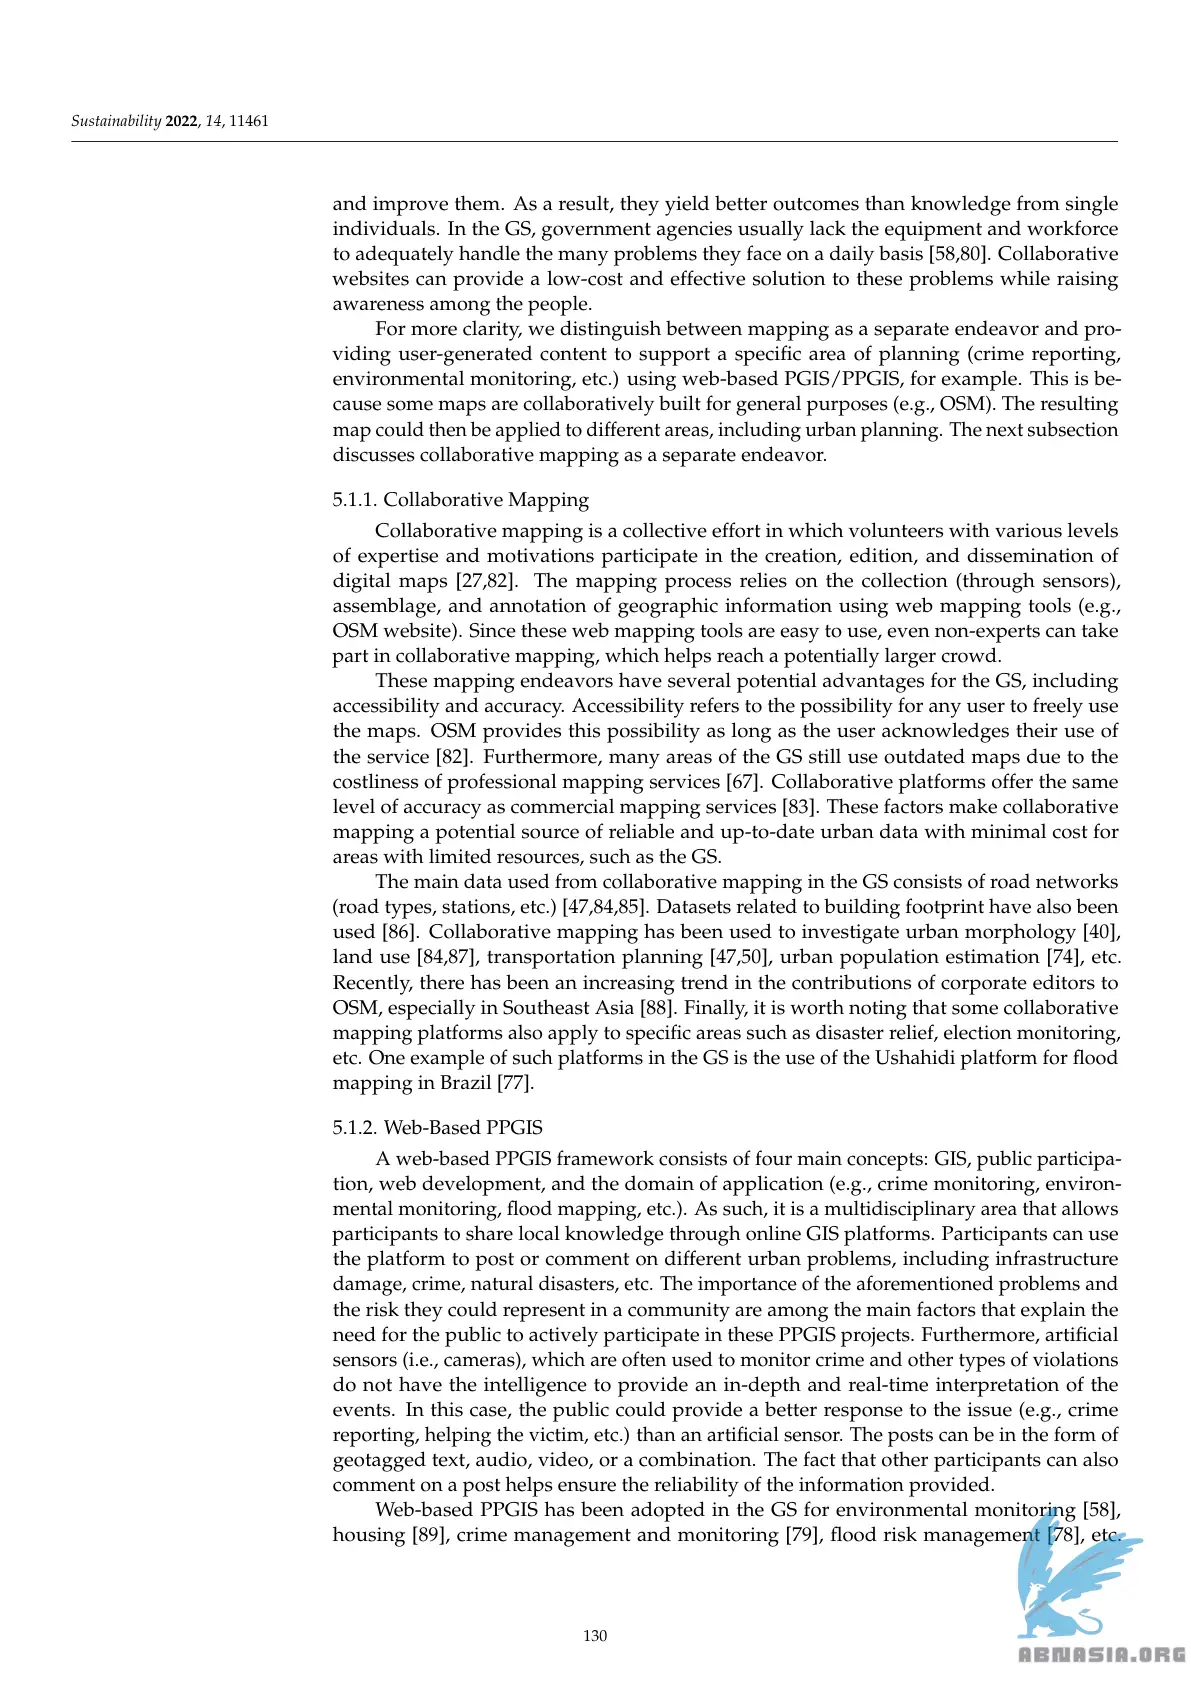 Sustainability 2022, 14, 11461
and improve them. As a result, they yield better outcomes than knowledge from single
individuals. In the GS, government agencies usually lack the equipment and workforce
to adequately handle the many problems they face on a daily basis [58,80]. Collaborative
websites can provide a low-cost and effective solution to these problems while raising
awareness among the people.
For more clarity, we distinguish between mapping as a separate endeavor and pro-
viding user-generated content to support a specific area of planning (crime reporting,
environmental monitoring, etc.) using web-based PGIS/PPGIS, for example. This is be-
cause some maps are collaboratively built for general purposes (e.g., OSM). The resulting
map could then be applied to different areas, including urban planning. The next subsection
discusses collaborative mapping as a separate endeavor.
5.1.1. Collaborative Mapping
Collaborative mapping is a collective effort in which volunteers with various levels
of expertise and motivations participate in the creation, edition, and dissemination of
digital maps [27,82]. The mapping process relies on the collection (through sensors),
assemblage, and annotation of geographic information using web mapping tools (e.g.,
OSM website). Since these web mapping tools are easy to use, even non-experts can take
part in collaborative mapping, which helps reach a potentially larger crowd.
These mapping endeavors have several potential advantages for the GS, including
accessibility and accuracy. Accessibility refers to the possibility for any user to freely use
the maps. OSM provides this possibility as long as the user acknowledges their use of
the service [82]. Furthermore, many areas of the GS still use outdated maps due to the
costliness of professional mapping services [67]. Collaborative platforms offer the same
level of accuracy as commercial mapping services [83]. These factors make collaborative
mapping a potential source of reliable and up-to-date urban data with minimal cost for
areas with limited resources, such as the GS.
The main data used from collaborative mapping in the GS consists of road networks
(road types, stations, etc.) [47,84,85]. Datasets related to building footprint have also been
used [86]. Collaborative mapping has been used to investigate urban morphology [40],
land use [84,87], transportation planning [47,50], urban population estimation [74], etc.
Recently, there has been an increasing trend in the contributions of corporate editors to
OSM, especially in Southeast Asia [88]. Finally, it is worth noting that some collaborative
mapping platforms also apply to specific areas such as disaster relief, election monitoring,
etc. One example of such platforms in the GS is the use of the Ushahidi platform for flood
mapping in Brazil [77].
5.1.2. Web-Based PPGIS
A web-based PPGIS framework consists of four main concepts: GIS, public participa-
tion, web development, and the domain of application (e.g., crime monitoring, environ-
mental monitoring, flood mapping, etc.). As such, it is a multidisciplinary area that allows
participants to share local knowledge through online GIS platforms. Participants can use
the platform to post or comment on different urban problems, including infrastructure
damage, crime, natural disasters, etc. The importance of the aforementioned problems and
the risk they could represent in a community are among the main factors that explain the
need for the public to actively participate in these PPGIS projects. Furthermore, artificial
sensors (i.e., cameras), which are often used to monitor crime and other types of violations
do not have the intelligence to provide an in-depth and real-time interpretation of the
events. In this case, the public could provide a better response to the issue (e.g., crime
reporting, helping the victim, etc.) than an artificial sensor. The posts can be in the form of
geotagged text, audio, video, or a combination. The fact that other participants can also
comment on a post helps ensure the reliability of the information provided.
Web-based PPGIS has been adopted in the GS for environmental monitoring [58],
housing [89], crime management and monitoring [79], flood risk management [78], etc.
130
ABNASIA.ORG